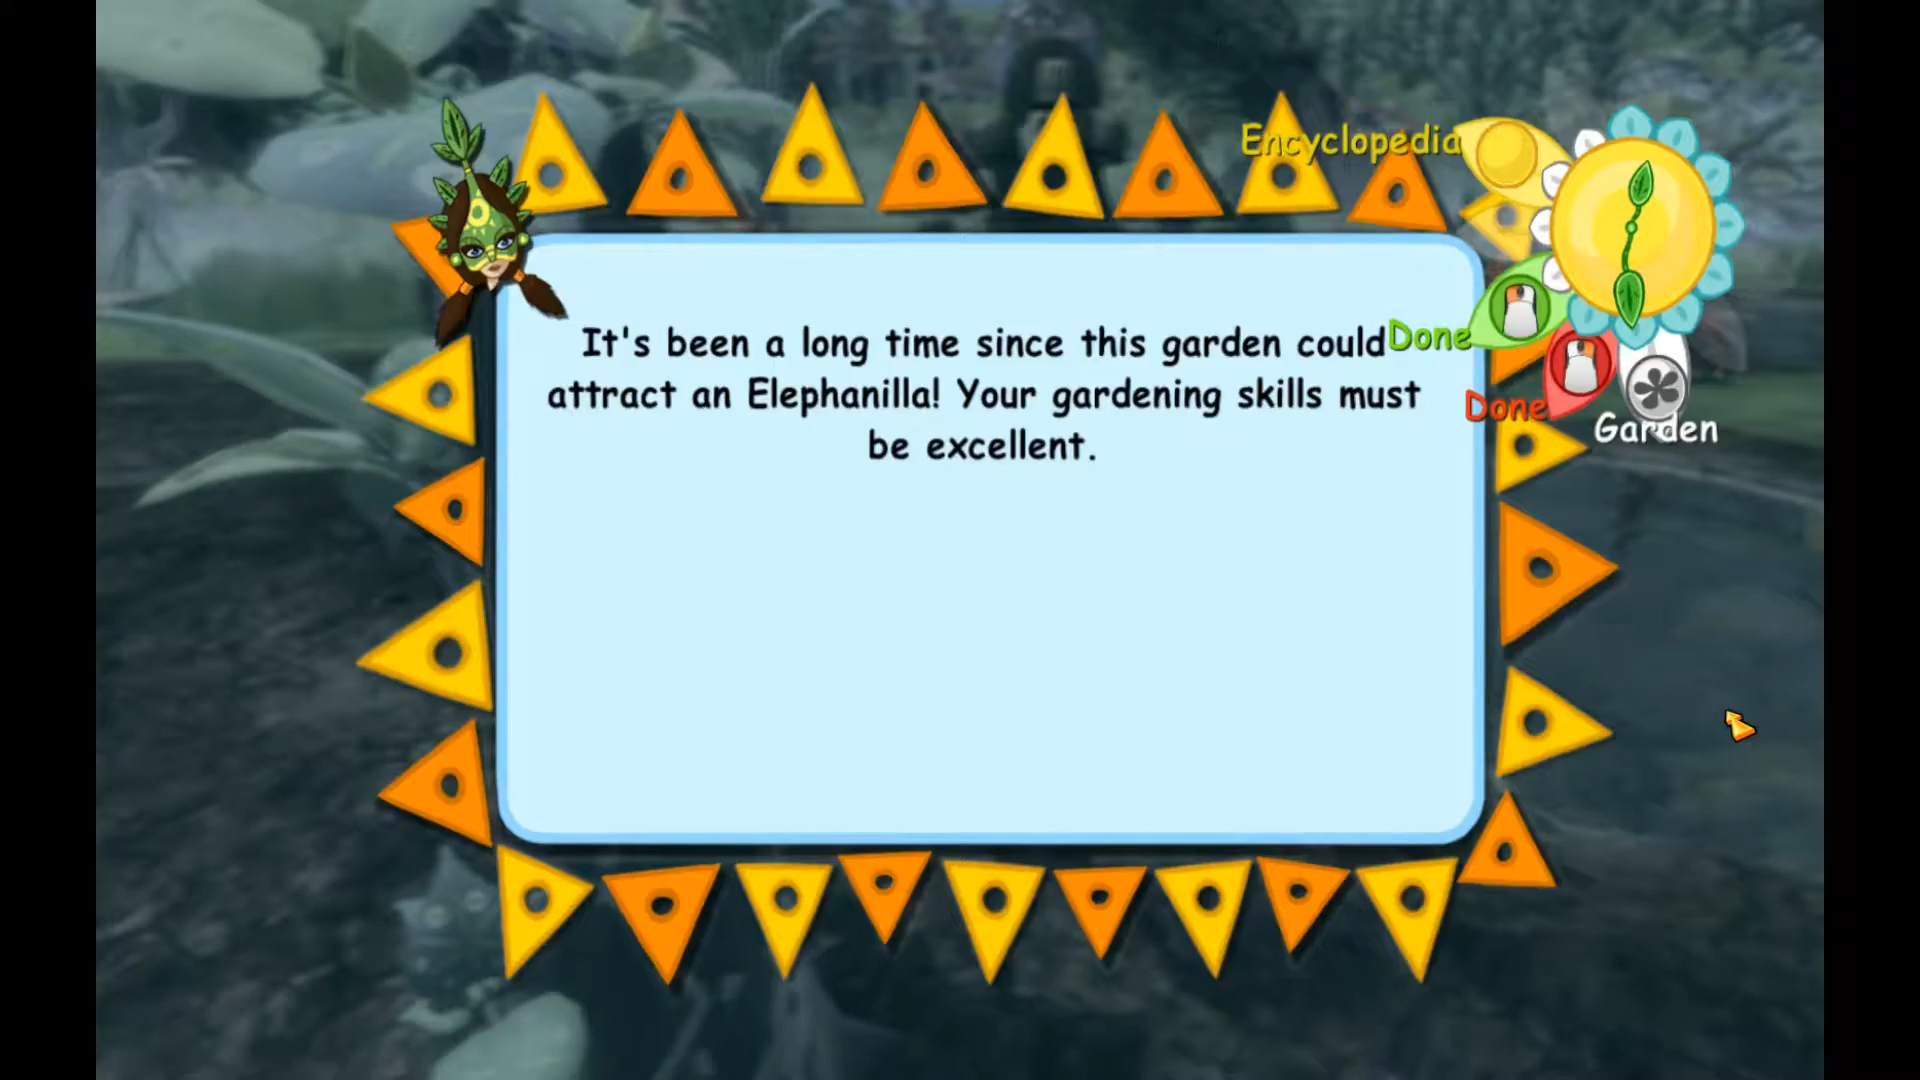 Encyclopedia
It's been a long time since this garden could
attract an Elephanilla! Your gardening skills must
be excellent.
Done
Done
Garden